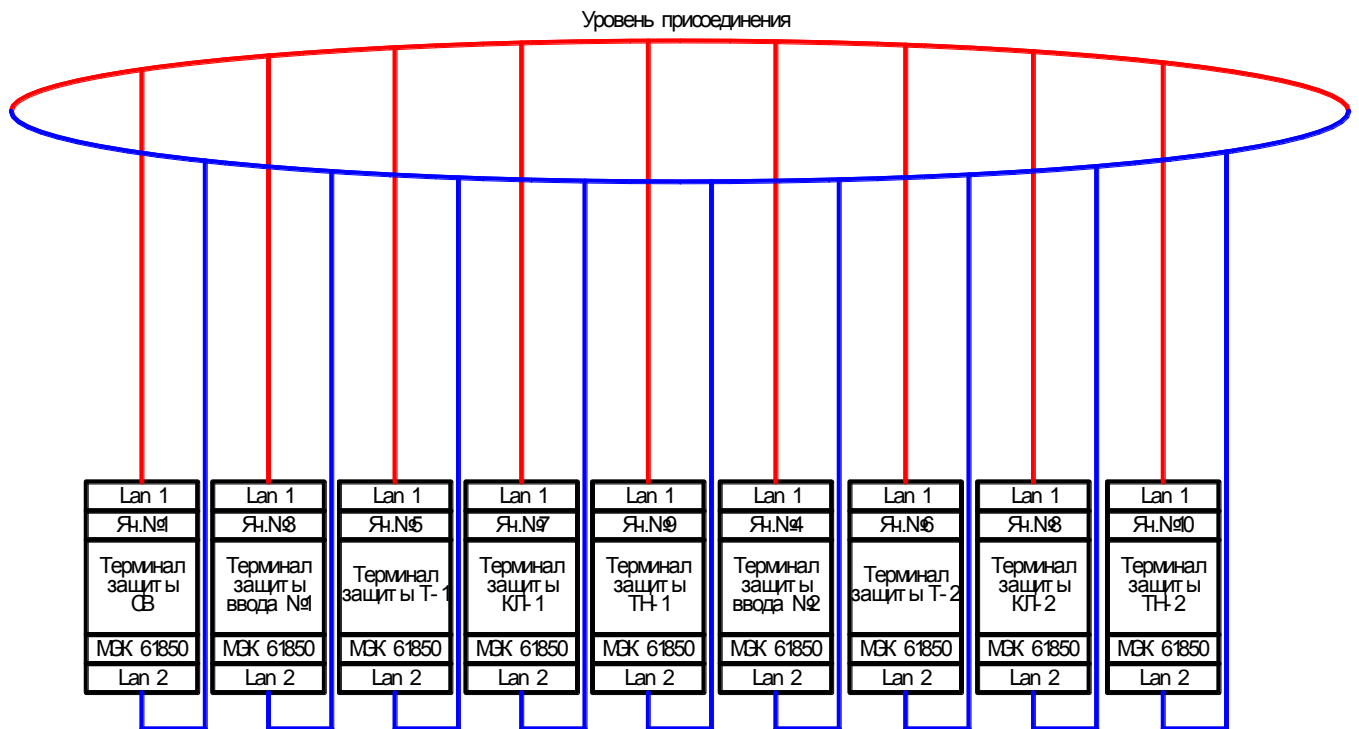 Уровень присоединения
Lan 1
Яч.№1
Терминал
защиты
СВ
МЭК 61850
Lan 2
Lan 1
Яч.№3
Терминал
защиты
ввода №1
МЭК 61850
Lan 2
Lan 1
Яч.№5
Терминал
защиты Т-1
МЭК 61850
Lan 2
Lan 1
Яч.№7
Терминал
защиты
КЛ-1
МЭК 61850
Lan 2
Lan 1
Яч.№9
Терминал
защиты
ТН-1
МЭК 61850
Lan 2
Lan 1
Яч.№4
Терминал
защиты
ввода №2
МЭК 61850
Lan 2
Lan 1
Яч.№6
Терминал
защиты Т-2
МЭК 61850
Lan 2
Lan 1
Яч.№8
Терминал
защиты
КЛ-2
МЭК 61850
Lan 2
Lan 1
Яч.№10
Терминал
защиты
ТН-2
МЭК 61850
Lan 2